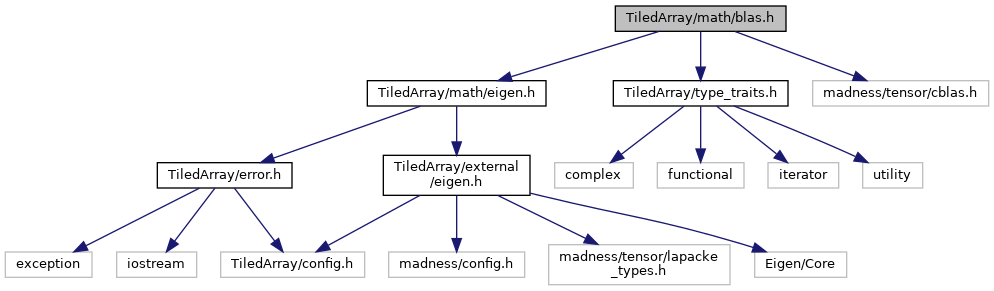 TiledArray/math/blas.h
TiledArray/math/eigen.h
TiledArray/type_traits.h
madness/tensor/cblas.h
TiledArray/error.h
TiledArray/external
/eigen.h
complex
functional
iterator
utility
exception
iostream
TiledArray/config.h
madness/config.h
madness/tensor/lapacke
_types.h
Eigen/Core